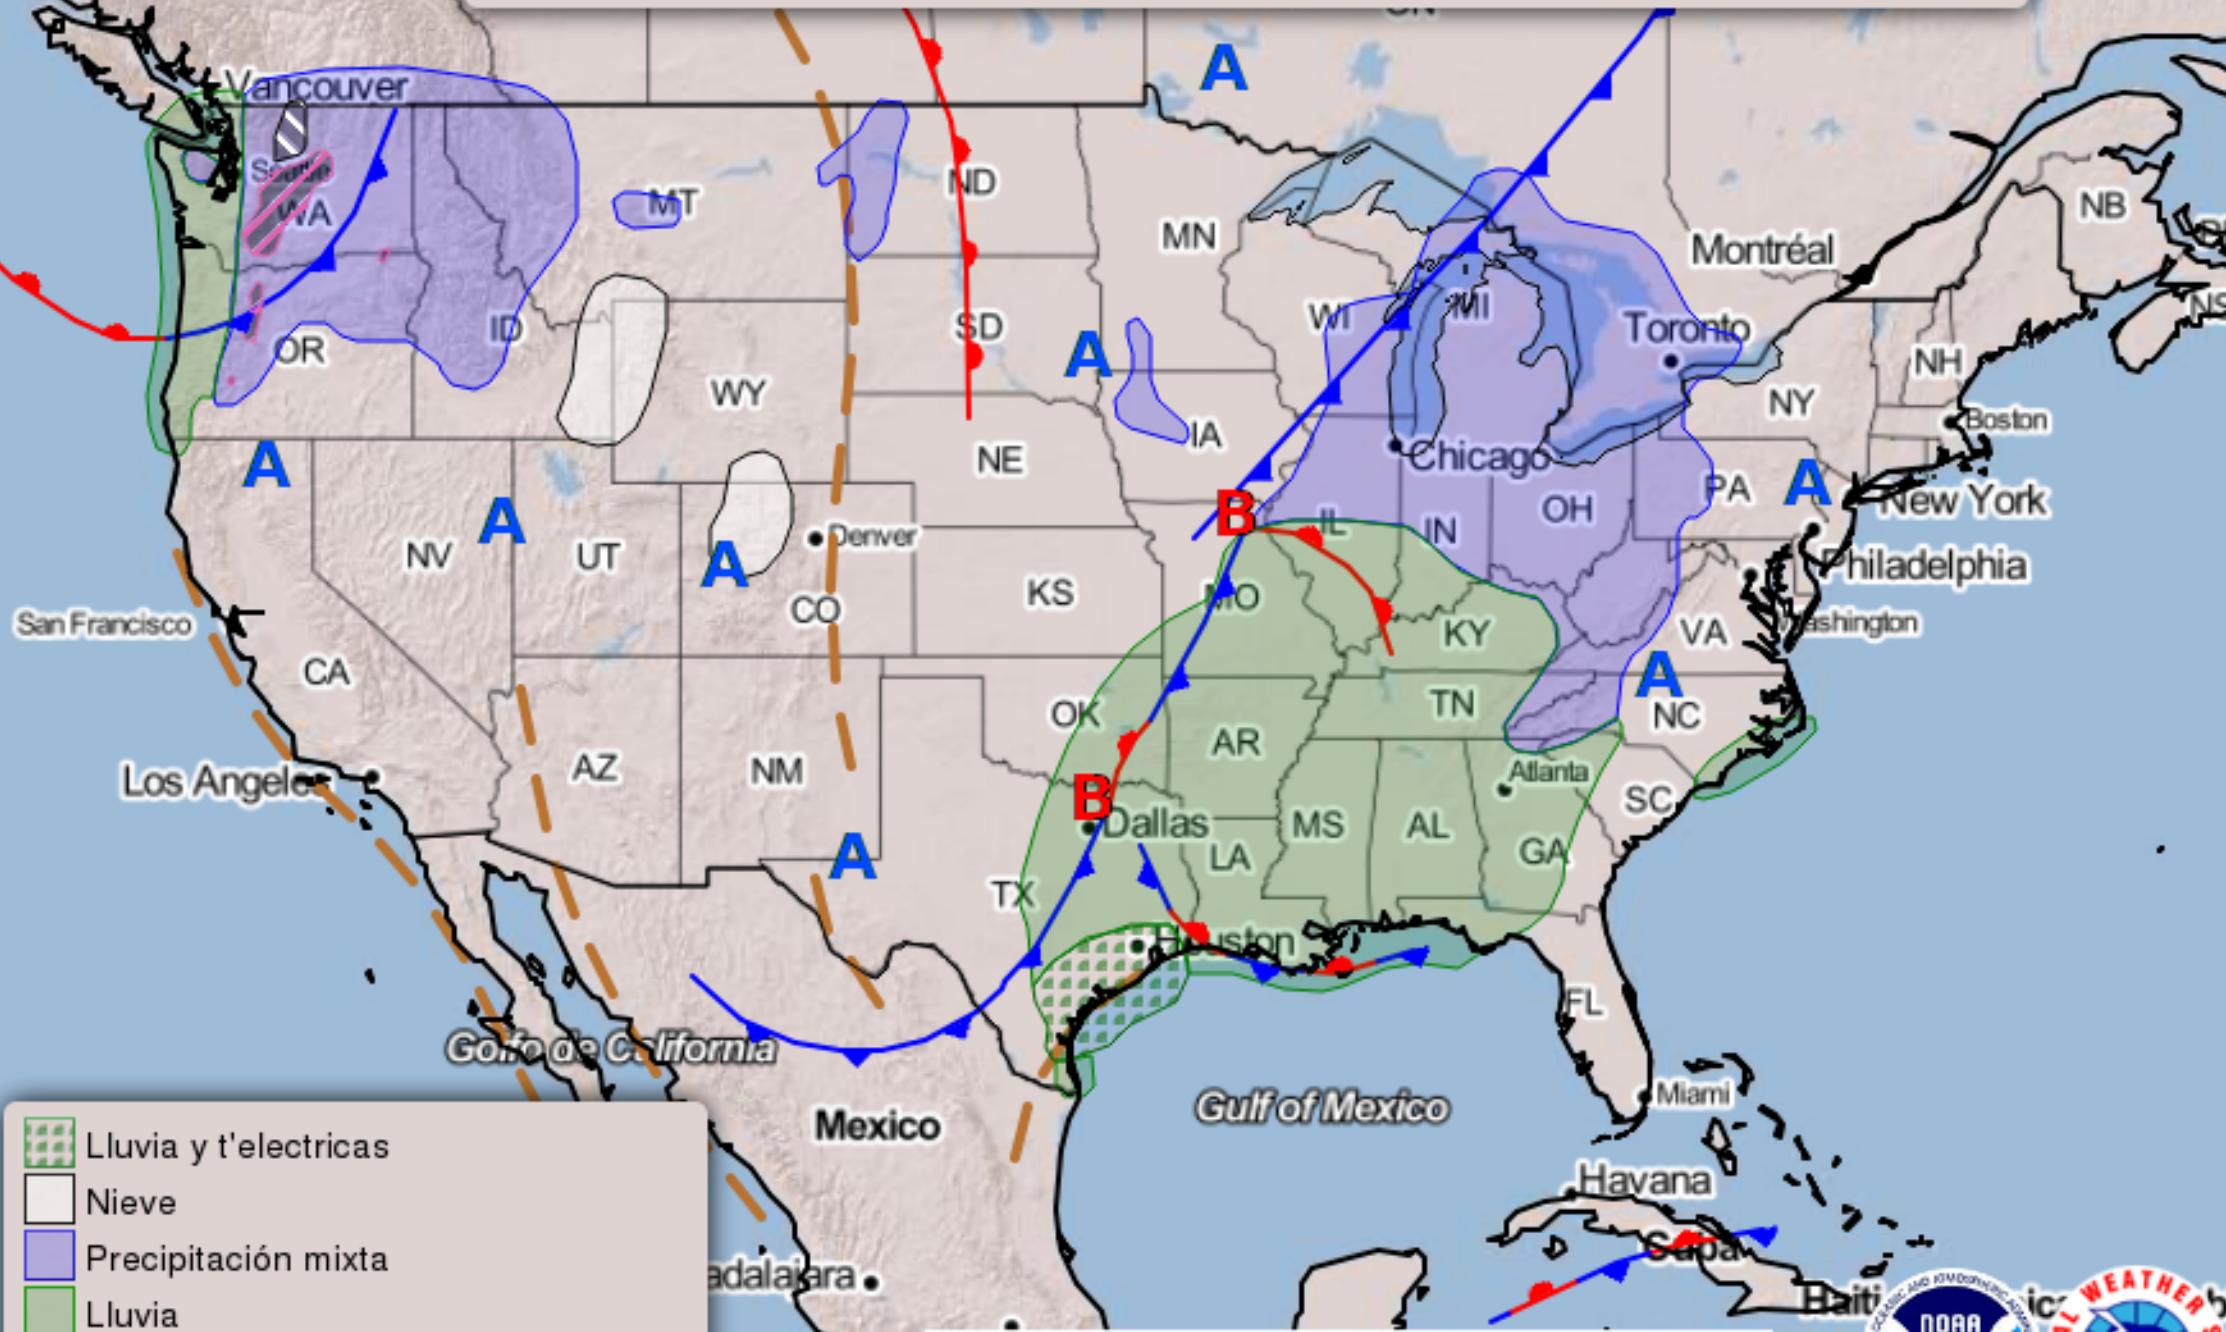 ON
A
Vancouver
Seattle
WA
MT
ND
MN
NB
Montréal
NS
OR
ID
SD
A
WI
MI
Toronto
NH
WY
NY
Boston
A
NE
IA
Chicago
PA
A
New York
A
B
IL
IN
OH
NV
UT
A
Denver
Philadelphia
San Francisco
CO
KS
MO
KY
VA
Washington
CA
A
OK
TN
NC
Los Angeles
AZ
NM
AR
B
Dallas
Atlanta
SC
A
MS
AL
LA
GA
TX
Houston
FL
Golfo de California
Miami
Mexico
Gulf of Mexico
Lluvia y t'electricas
Nieve
Havana
Precipitación mixta
Cuba
adalajara
Lluvia
Haiti
NOAA
WEATHER